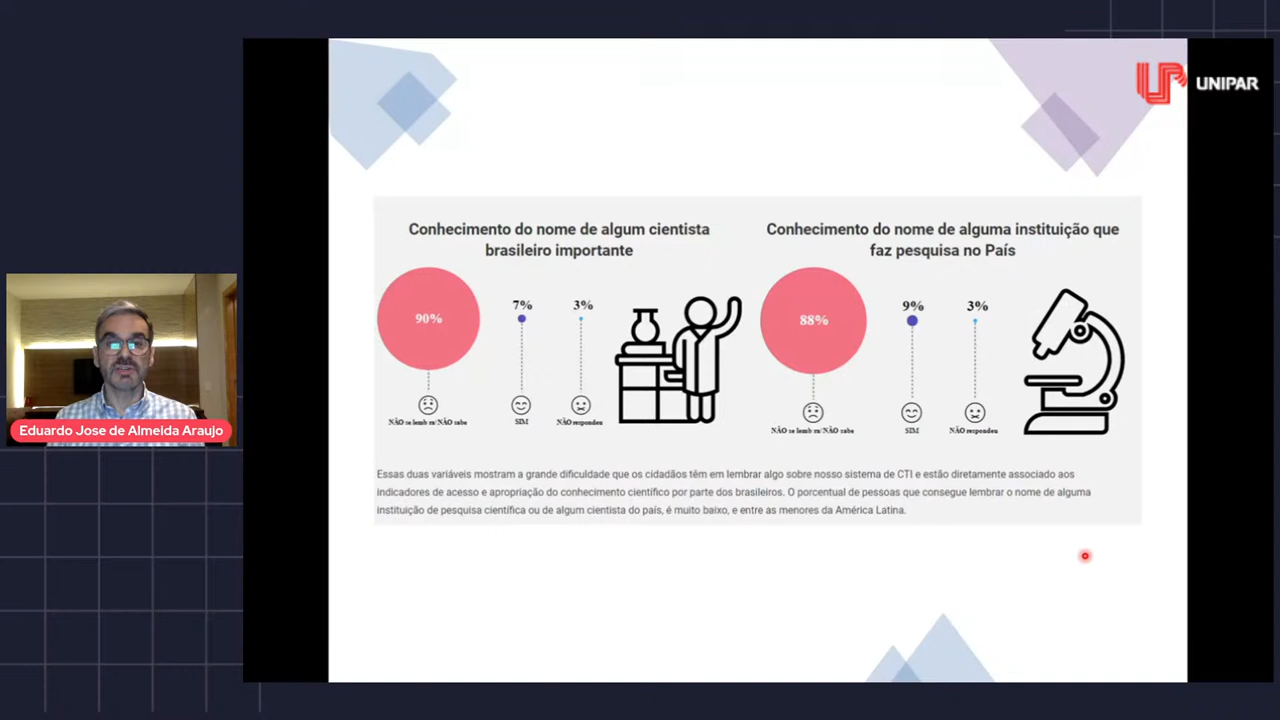 UNIPAR
Conhecimento do nome de algum cientista
brasileiro importante
90%
7%
3%
NÃO se lemb ra/ NÃO sabe
SIM
NÃO respondeu
Conhecimento do nome de alguma instituição que
faz pesquisa no País
88%
9%
3%
NÃO se lemb ra/ NÃO sabe
SIM
NÃO respondeu
Essas duas variáveis mostram a grande dificuldade que os cidadãos têm em lembrar algo sobre nosso sistema de CTI e estão diretamente associado aos
indicadores de acesso e apropriação do conhecimento científico por parte dos brasileiros. O porcentual de pessoas que consegue lembrar o nome de alguma
instituição de pesquisa científica ou de algum cientista do país, é muito baixo, e entre as menores da América Latina.
Eduardo Jose de Almeida Araujo